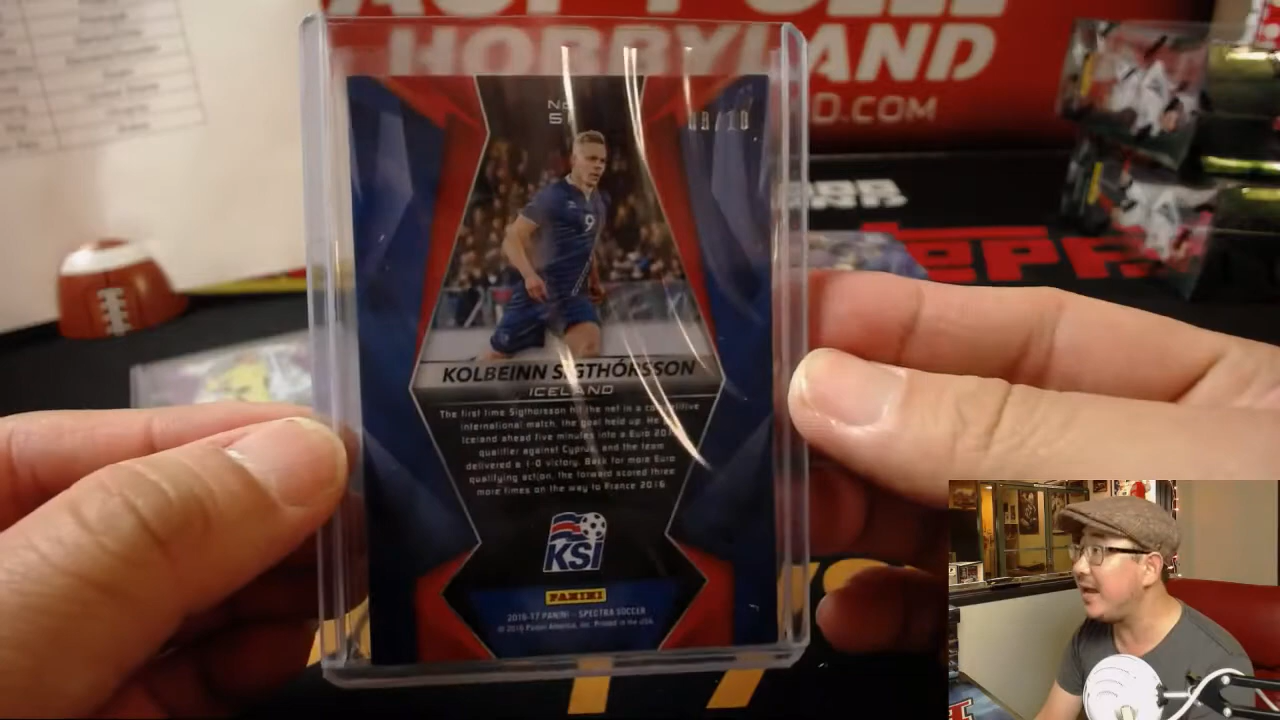 HOBBYLAND
D.COM
No.
/10
9
KOLBEINN SIGTHÓRSSON
ICELAND
The first time Sigthorsson hit the net in a competitive
international match, the goal held up. He
Iceland ahead five minutes into a Euro
qualifier against Cyprus, and the team
delivered a 1-0 victory. Back for more Euro
qualifying action, the forward scored three
more times on the way to France 2016.
KSI
PANINI
2016-17 PANINI – SPECTRA SOCCER
© 2016 Panini America, Inc. Printed in the USA.